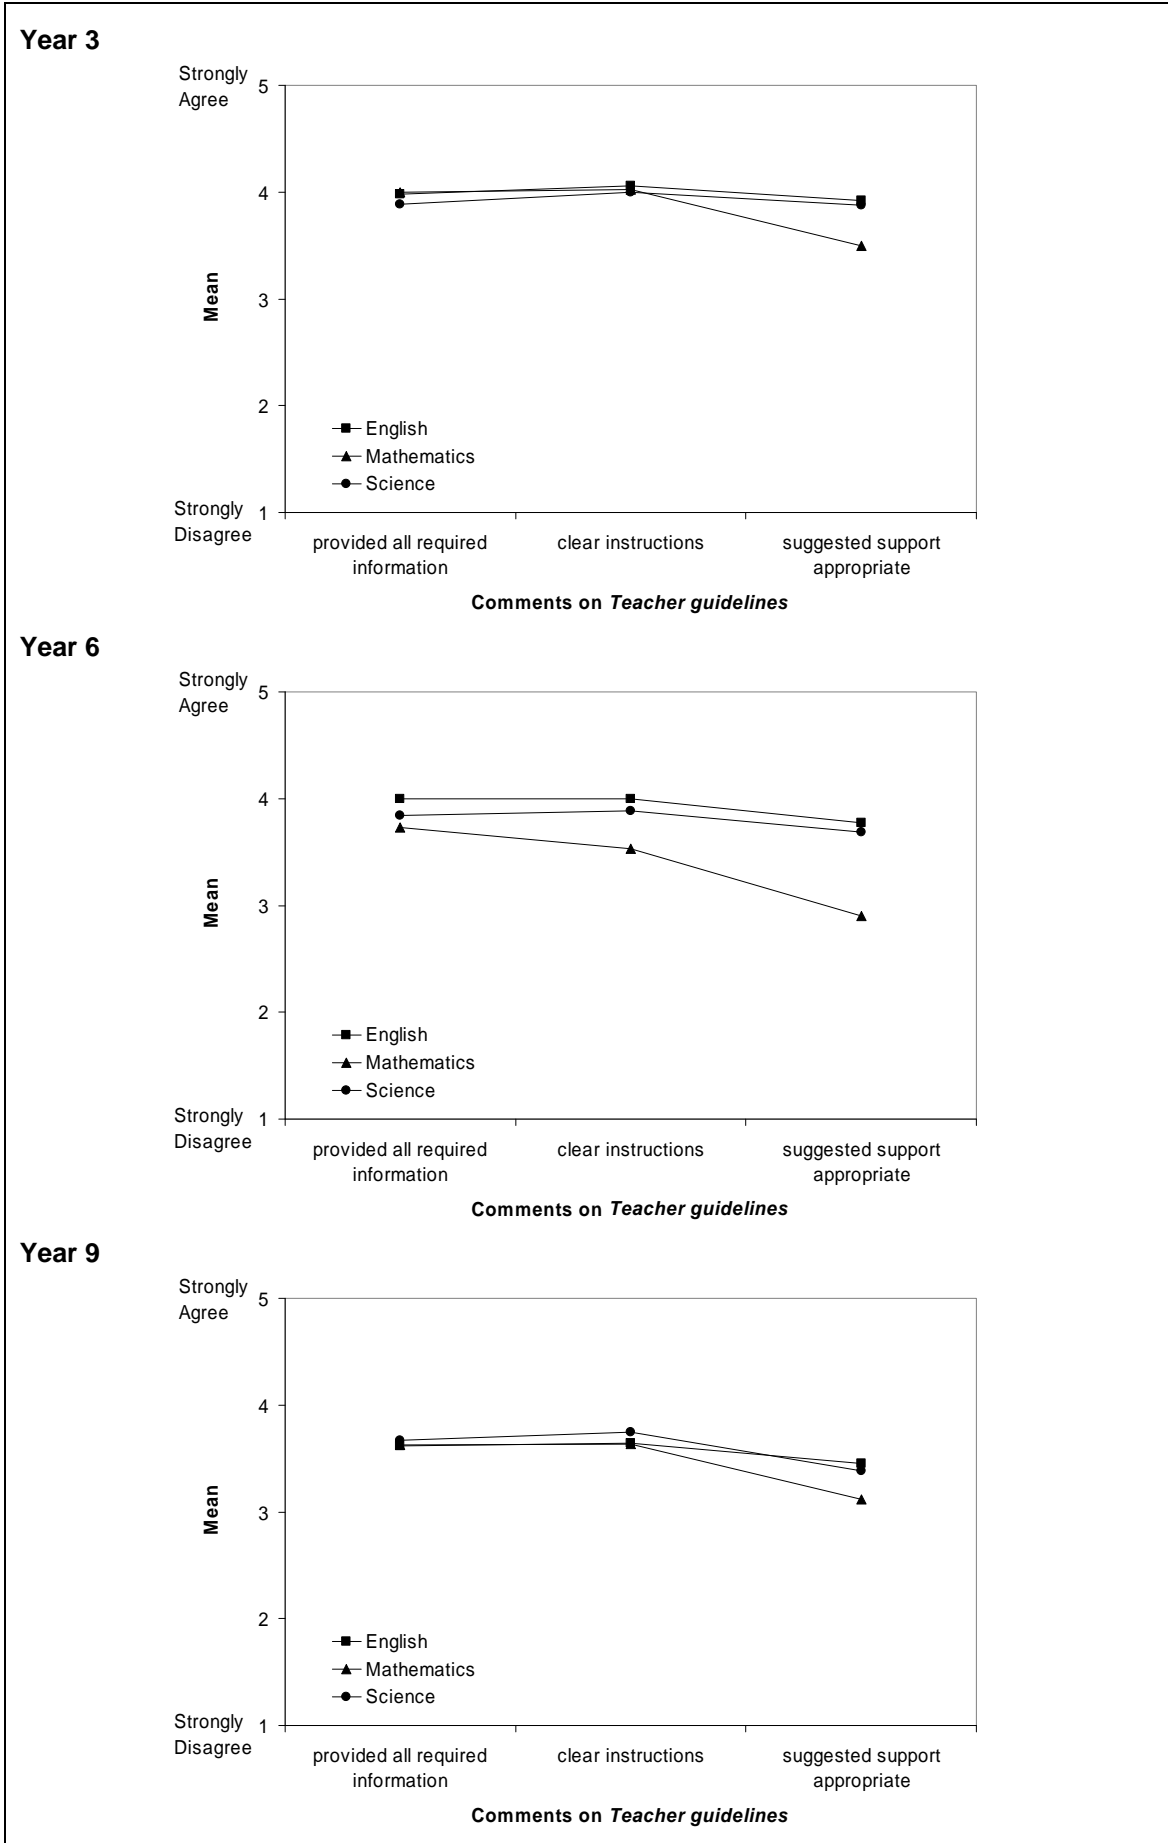 Year 3
Strongly
Agree
5
4
3
2
1
Mean
English
Mathematics
Science
Strongly
Disagree
provided all required
information
clear instructions
suggested support
appropriate
Comments on Teacher guidelines
Year 6
Strongly
Agree
5
4
3
2
1
Mean
English
Mathematics
Science
Strongly
Disagree
provided all required
information
clear instructions
suggested support
appropriate
Comments on Teacher guidelines
Year 9
Strongly
Agree
5
4
3
2
1
Mean
English
Mathematics
Science
Strongly
Disagree
provided all required
information
clear instructions
suggested support
appropriate
Comments on Teacher guidelines